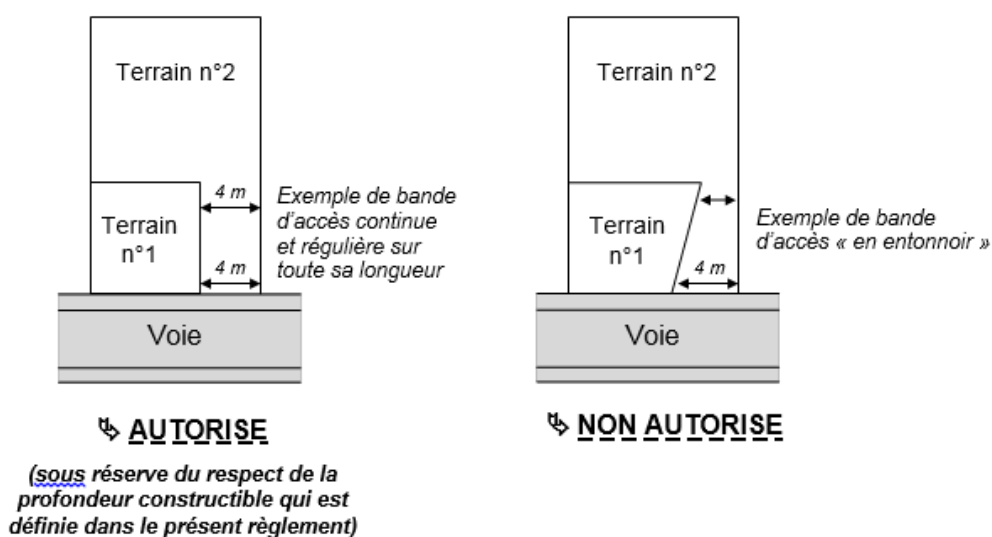 Terrain n°2
4 m
Terrain
n°1
4 m
Exemple de bande
d'accès continue
et régulière sur
toute sa longueur
Voie
AUTORISE
(sous réserve du respect de la
profondeur constructible qui est
définie dans le présent règlement)
Terrain n°2
Terrain
n°1
4 m
Exemple de bande
d'accès « en entonnoir »
Voie
NON AUTORISE